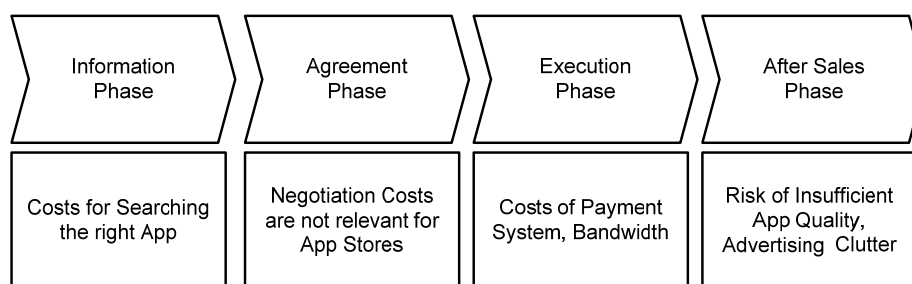 Information
Phase
Agreement
Phase
Execution
Phase
After Sales
Phase
Costs for Searching
the right App
Negotiation Costs
are not relevant for
App Stores
Costs of Payment
System, Bandwidth
Risk of Insufficient
App Quality,
Advertising Clutter